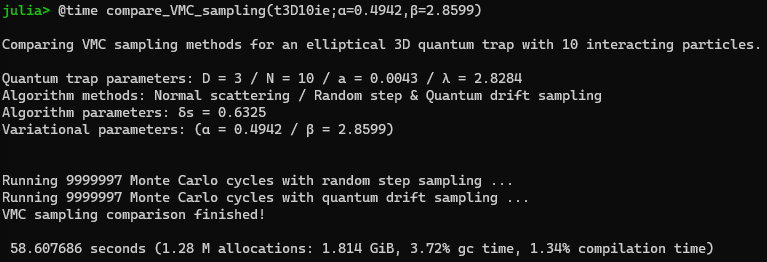 julia> @time compare_VMC_sampling(t3D10ie;α=0.4942,β=2.8599)
Comparing VMC sampling methods for an elliptical 3D quantum trap with 10 interacting particles.
Quantum trap parameters: D = 3 / N = 10 / a = 0.0043 / λ = 2.8284
Algorithm methods: Normal scattering / Random step & Quantum drift sampling
Algorithm parameters: δs = 0.6325
Variational parameters: (α = 0.4942 / β = 2.8599)
Running 9999997 Monte Carlo cycles with random step sampling ...
Running 9999997 Monte Carlo cycles with quantum drift sampling ...
VMC sampling comparison finished!
58.607686 seconds (1.28 M allocations: 1.814 GiB, 3.72% gc time, 1.34% compilation time)